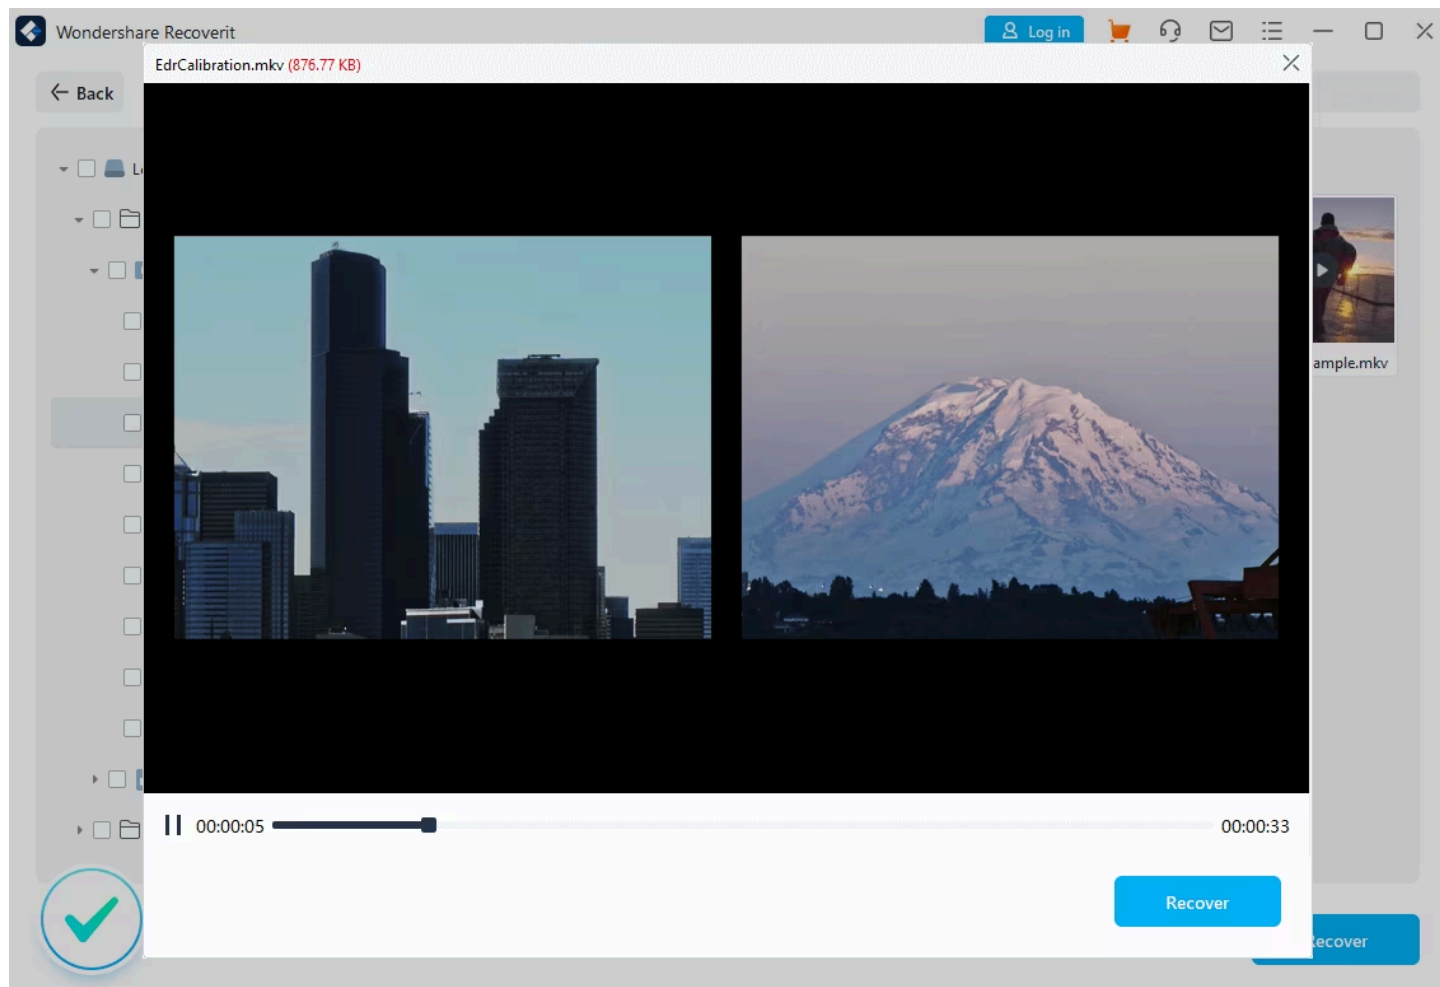 Wondershare Recoverit
Log in
EdrCalibration.mkv (876.77 KB)
Back
ample.mkv
00:00:05
00:00:33
Recover
ecover